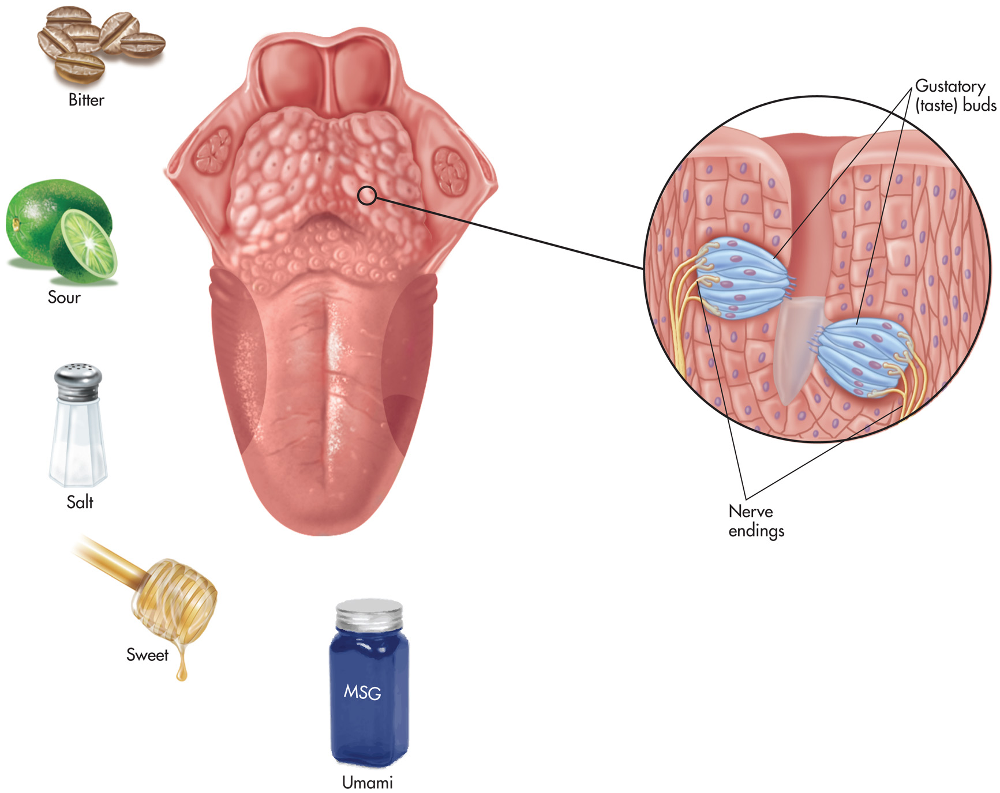 Bitter
Gustatory
(taste) buds
Sour
Salt
Nerve
endings
Sweet
MSG
Umami